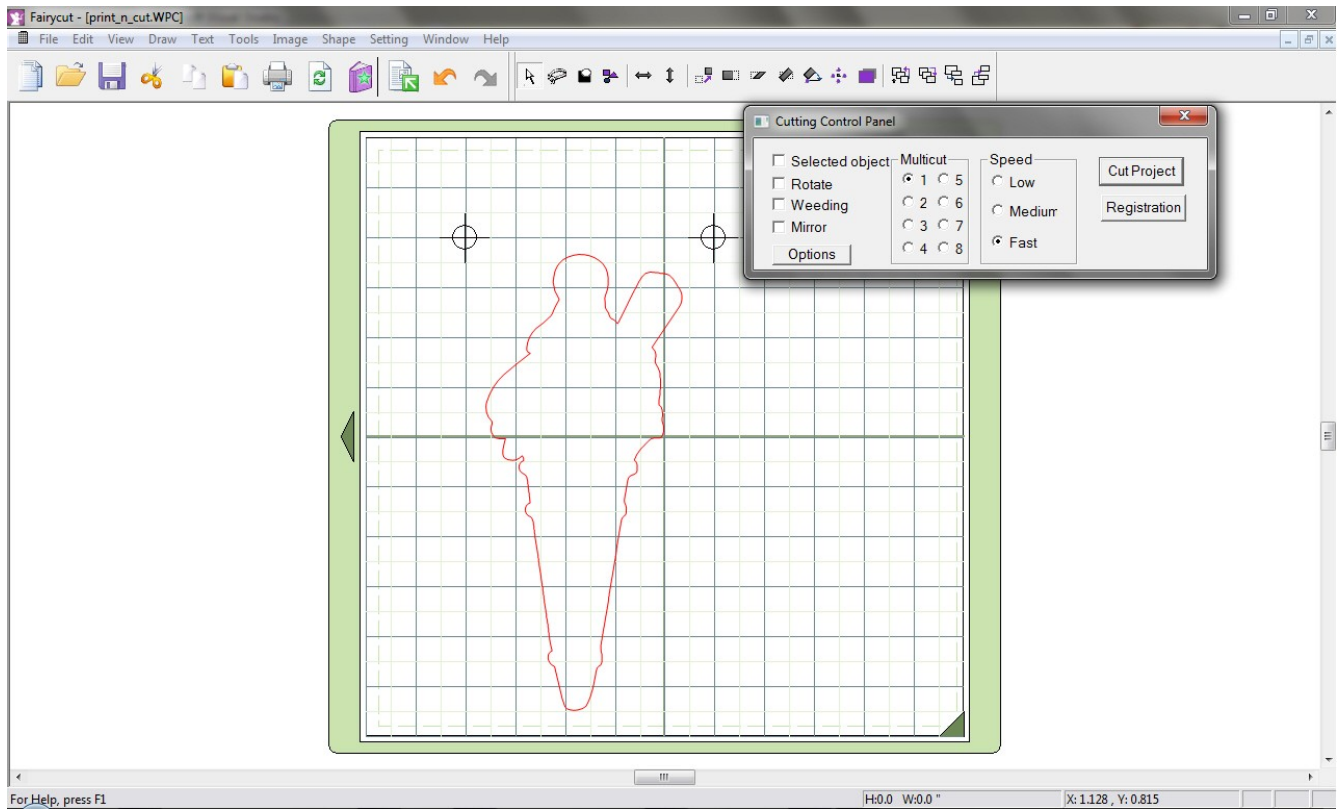 Fairycut - [print_n_cut.WPC]
File Edit View Draw Text Tools Image Shape Setting Window Help
Cutting Control Panel
Selected object
Rotate
Weeding
Mirror
Options
Multicut
1 5
2 6
3 7
4 8
Speed
Low
Medium
Fast
Cut Project
Registration
For Help, press F1
H:0.0 W:0.0 "
X: 1.128 , Y: 0.815